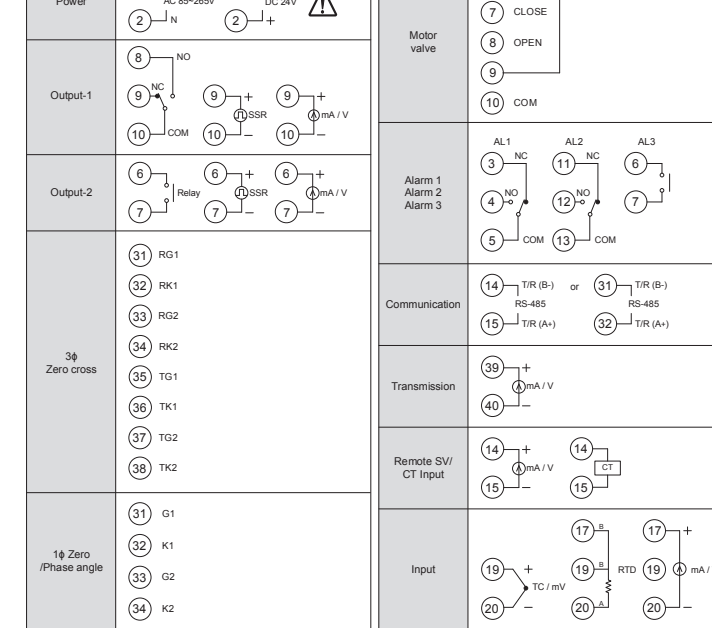 Power
AC 85~265V
2 N
DC 24V
2 +
Output-1
8 NO
9 NC
10 COM
9 +
SSR
10 −
9 +
mA / V
10 −
Output-2
6
Relay
7
6 +
SSR
7 −
6 +
mA / V
7 −
3ϕ
Zero cross
31 RG1
32 RK1
33 RG2
34 RK2
35 TG1
36 TK1
37 TG2
38 TK2
1ϕ Zero
/Phase angle
31 G1
32 K1
33 G2
34 K2
Motor
valve
7 CLOSE
8 OPEN
9
10 COM
Alarm 1
Alarm 2
Alarm 3
AL1
3 NC
4 NO
5 COM
AL2
11 NC
12 NO
13 COM
AL3
6
7
Communication
14 T/R (B-)
RS-485
15 T/R (A+)
or
31 T/R (B-)
RS-485
32 T/R (A+)
Transmission
39 +
mA / V
40 −
Remote SV/
CT Input
14 +
mA / V
15 −
14
CT
15
Input
19 +
TC / mV
20 −
17 B
19 B
RTD
20 A
17 +
19 mA /
20 −